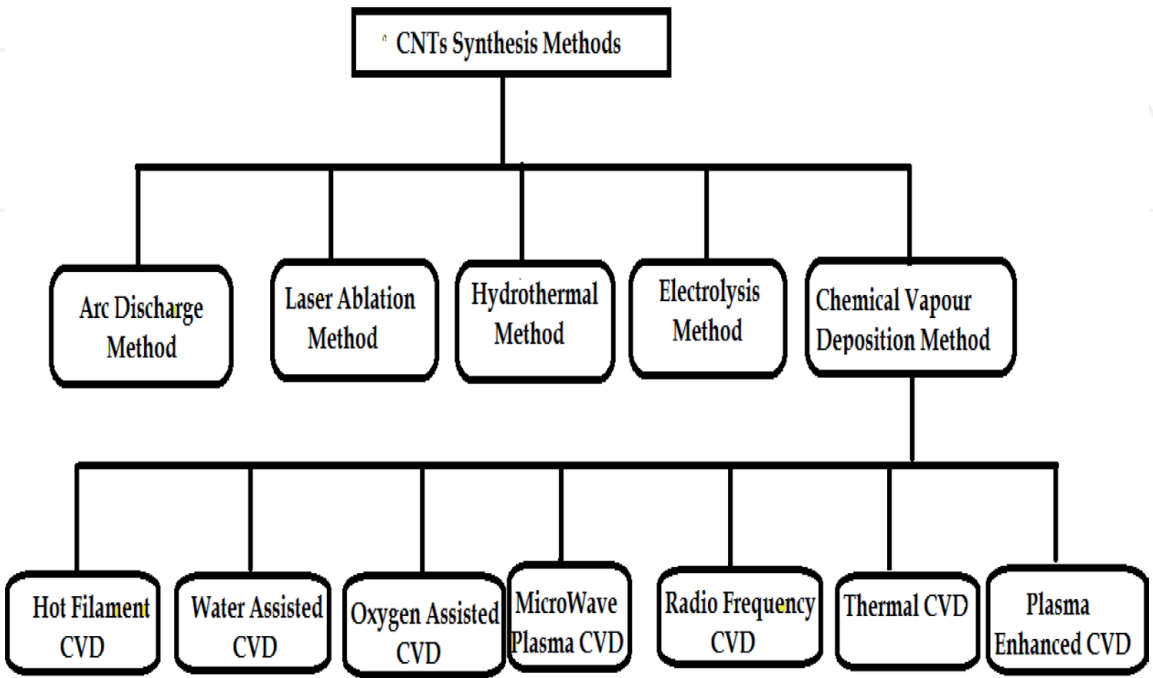 CNTs Synthesis Methods
Arc Discharge
Method
Laser Ablation
Method
Hydrothermal
Method
Electrolysis
Method
Chemical Vapour
Deposition Method
Hot Filament
CVD
Water Assisted
CVD
Oxygen Assisted
CVD
MicroWave
Plasma CVD
Radio Frequency
CVD
Thermal CVD
Plasma
Enhanced CVD